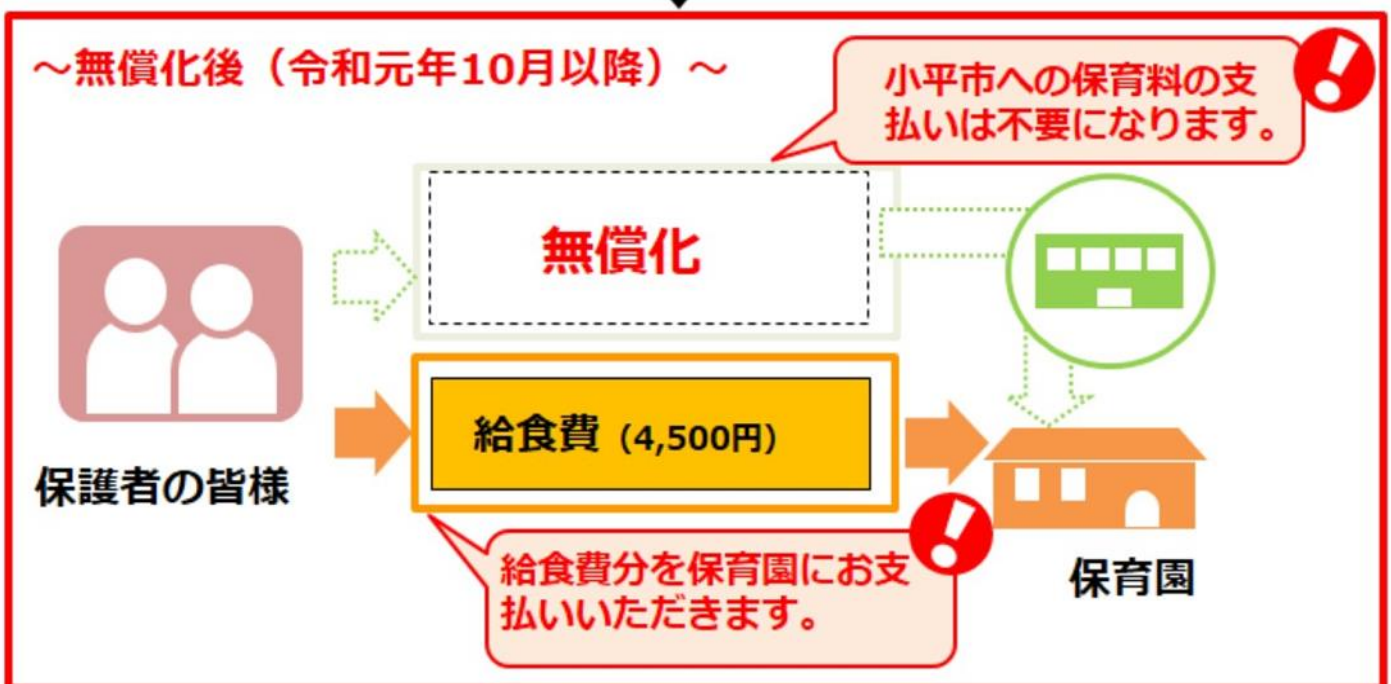 ～無償化後（令和元年10月以降）～
小平市への保育料の支
払いは不要になります。
無償化
給食費（4,500円）
保護者の皆様
給食費分を保育園にお支
払いいただきます。
保育園